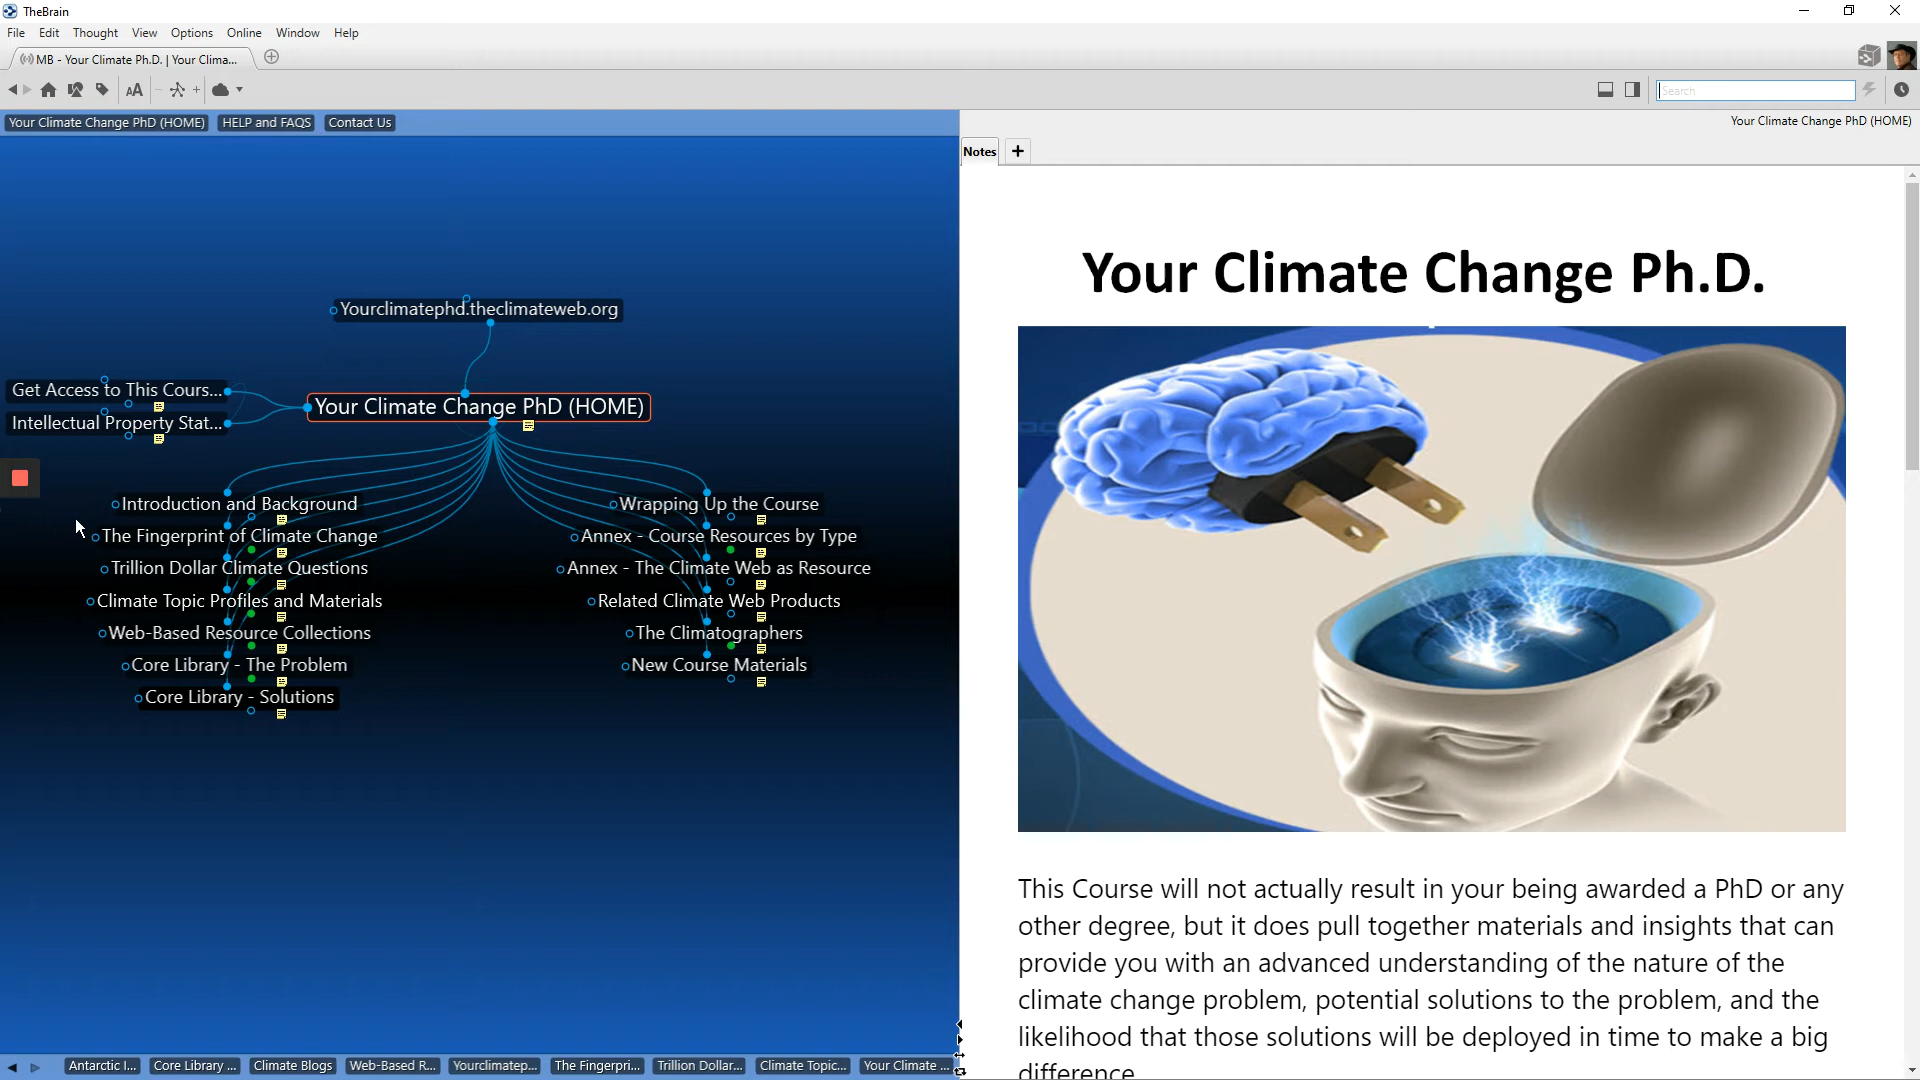 TheBrain
File Edit Thought View Options Online Window Help
MB - Your Climate Ph.D. | Your Clima...
Search
Your Climate Change PhD (HOME) HELP and FAQS Contact Us
Your Climate Change PhD (HOME)
Notes
Yourclimatephd.theclimateweb.org
Get Access to This Cours...
Intellectual Property Stat...
Your Climate Change PhD (HOME)
Introduction and Background
The Fingerprint of Climate Change
Trillion Dollar Climate Questions
Climate Topic Profiles and Materials
Web-Based Resource Collections
Core Library - The Problem
Core Library - Solutions
Wrapping Up the Course
Annex - Course Resources by Type
Annex - The Climate Web as Resource
Related Climate Web Products
The Climatographers
New Course Materials
Your Climate Change Ph.D.
This Course will not actually result in your being awarded a PhD or any
other degree, but it does pull together materials and insights that can
provide you with an advanced understanding of the nature of the
climate change problem, potential solutions to the problem, and the
likelihood that those solutions will be deployed in time to make a big
difference
Antarctic I... Core Library ... Climate Blogs Web-Based R... Yourclimatep... The Fingerpri... Trillion Dollar... Climate Topic... Your Climate ...